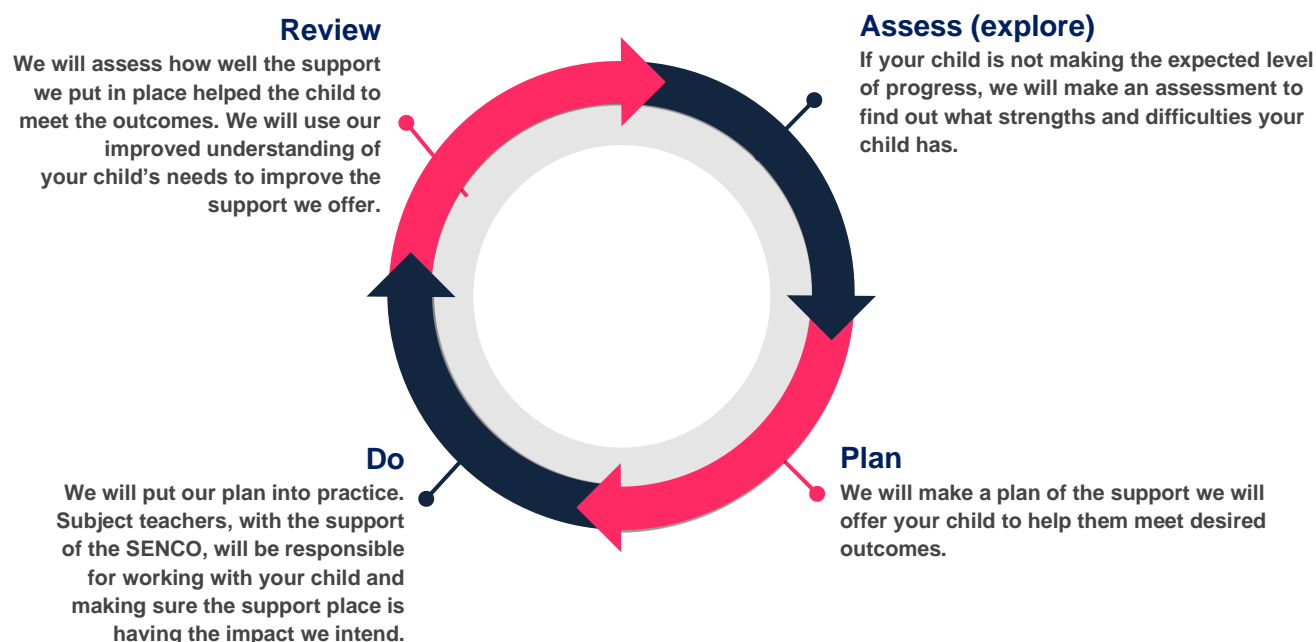 Review
We will assess how well the support
we put in place helped the child to
meet the outcomes. We will use our
improved understanding of
your child's needs to improve the
support we offer.
Assess (explore)
If your child is not making the expected level
of progress, we will make an assessment to
find out what strengths and difficulties your
child has.
Do
We will put our plan into practice.
Subject teachers, with the support
of the SENCO, will be responsible
for working with your child and
making sure the support place is
having the impact we intend.
Plan
We will make a plan of the support we will
offer your child to help them meet desired
outcomes.